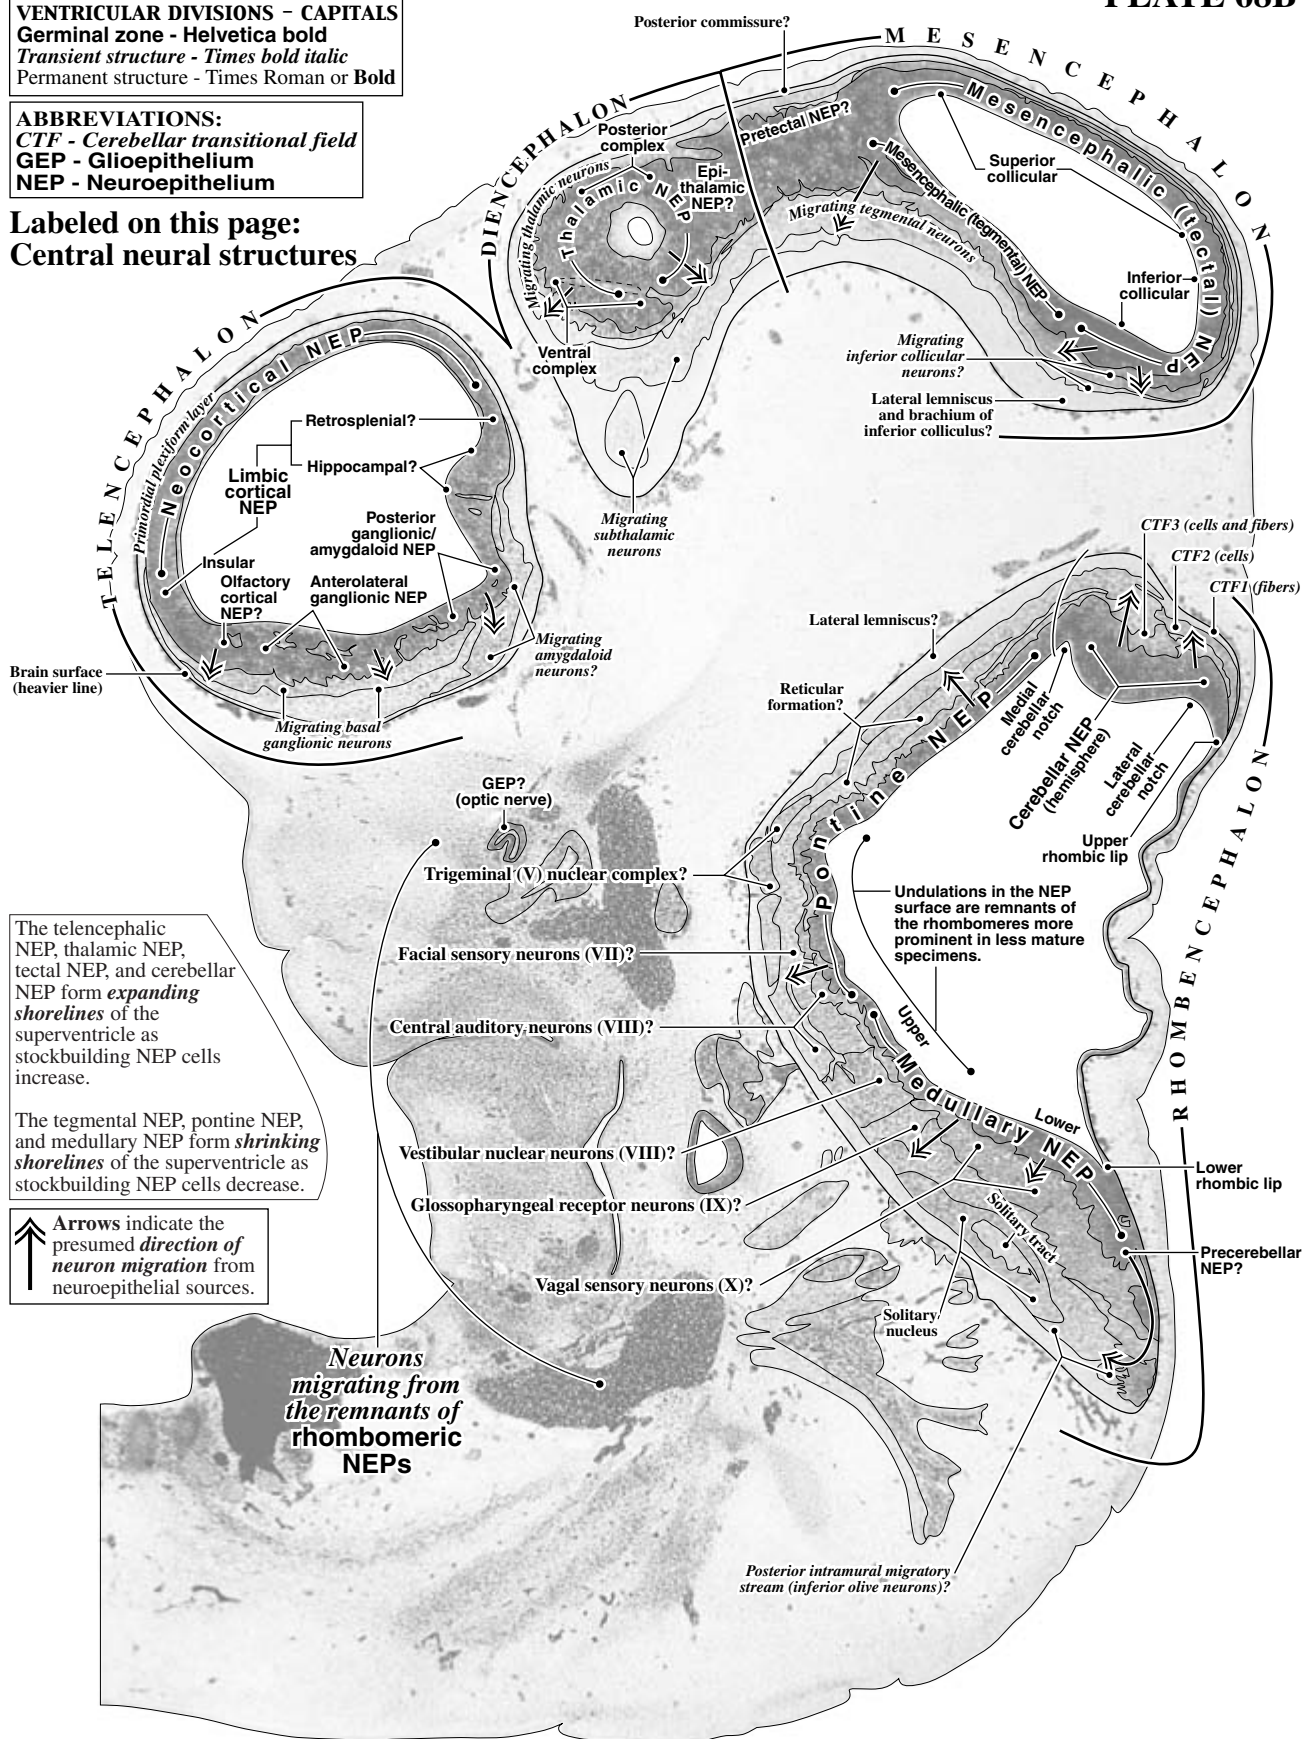 PLATE 68B
VENTRICULAR DIVISIONS – CAPITALS
Germinal zone - Helvetica bold
Transient structure - Times bold italic
Permanent structure - Times Roman or Bold
ABBREVIATIONS:
CTF - Cerebellar transitional field
GEP - Glioepithelium
NEP - Neuroepithelium
Labeled on this page:
Central neural structures
Posterior commissure?
MESENCEPHALON
DIENCEPHALON
Posterior
complex
Pretectal NEP?
Mesencephalic (tectal) NEP
Superior
collicular
Mesencephalic (tegmental) NEP
Migrating tegmental neurons
Epi-
thalamic
NEP?
Thalamic NEP
Migrating thalamic neurons
Ventral
complex
Inferior
collicular
Migrating
inferior collicular
neurons?
Lateral lemniscus
and brachium of
inferior colliculus?
Migrating
subthalamic
neurons
TELENCEPHALON
Neocortical NEP
Primordial plexiform layer
Retrosplenial?
Hippocampal?
Limbic
cortical
NEP
Insular
Posterior
ganglionic/
amygdaloid NEP
Olfactory
cortical
NEP?
Anterolateral
ganglionic NEP
Migrating
amygdaloid
neurons?
Brain surface
(heavier line)
Migrating basal
ganglionic neurons
CTF3 (cells and fibers)
CTF2 (cells)
CTF1 (fibers)
Lateral lemniscus?
Reticular
formation?
Medial
cerebellar
notch
Cerebellar NEP
(hemisphere)
Lateral
cerebellar
notch
Upper
rhombic lip
RHOMBENCEPHALON
Pontine NEP
GEP?
(optic nerve)
Trigeminal (V) nuclear complex?
Undulations in the NEP
surface are remnants of
the rhombomeres more
prominent in less mature
specimens.
Facial sensory neurons (VII)?
Central auditory neurons (VIII)?
Upper
Medullary NEP
Lower
Vestibular nuclear neurons (VIII)?
Lower
rhombic lip
Glossopharyngeal receptor neurons (IX)?
Solitary tract
Precerebellar
NEP?
Vagal sensory neurons (X)?
Solitary
nucleus
The telencephalic
NEP, thalamic NEP,
tectal NEP, and cerebellar
NEP form expanding
shorelines of the
superventricle as
stockbuilding NEP cells
increase.
The tegmental NEP, pontine NEP,
and medullary NEP form shrinking
shorelines of the superventricle as
stockbuilding NEP cells decrease.
Arrows indicate the
presumed direction of
neuron migration from
neuroepithelial sources.
Neurons
migrating from
the remnants of
rhombomeric
NEPs
Posterior intramural migratory
stream (inferior olive neurons)?